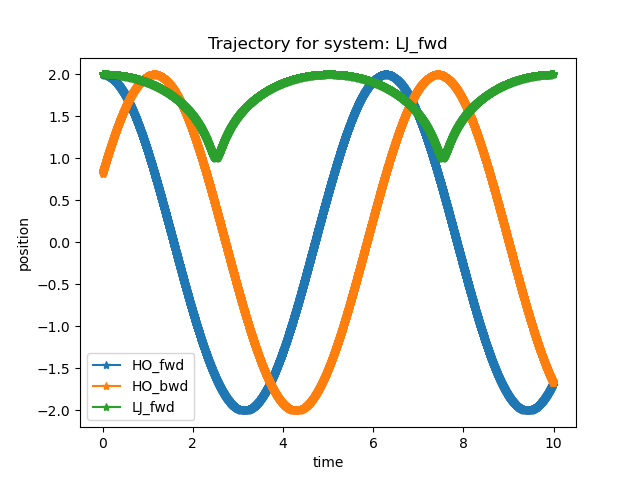 Trajectory for system: LJ_fwd
position
2.0
1.5
1.0
0.5
0.0
−0.5
−1.0
−1.5
−2.0
HO_fwd
HO_bwd
LJ_fwd
0 2 4 6 8 10
time